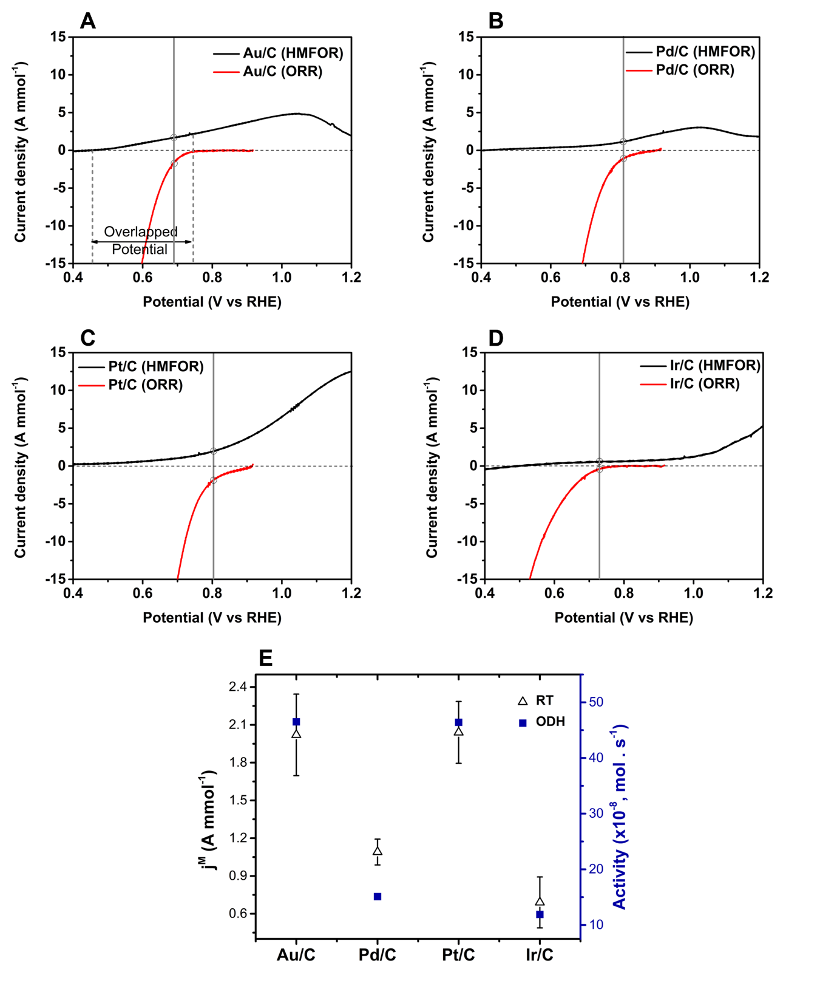 A
Au/C (HMFOR)
Au/C (ORR)
15
10
5
0
-5
-10
-15
Current density (A mmol⁻¹)
Overlapped
Potential
0.4 0.6 0.8 1.0 1.2
Potential (V vs RHE)
B
Pd/C (HMFOR)
Pd/C (ORR)
15
10
5
0
-5
-10
-15
Current density (A mmol⁻¹)
0.4 0.6 0.8 1.0 1.2
Potential (V vs RHE)
C
Pt/C (HMFOR)
Pt/C (ORR)
15
10
5
0
-5
-10
-15
Current density (A mmol⁻¹)
0.4 0.6 0.8 1.0 1.2
Potential (V vs RHE)
D
Ir/C (HMFOR)
Ir/C (ORR)
15
10
5
0
-5
-10
-15
Current density (A mmol⁻¹)
0.4 0.6 0.8 1.0 1.2
Potential (V vs RHE)
E
RT
ODH
2.4
2.1
1.8
1.5
1.2
0.9
0.6
jᴹ (A mmol⁻¹)
50
40
30
20
10
Activity (x10⁻⁸, mol . s⁻¹)
Au/C Pd/C Pt/C Ir/C